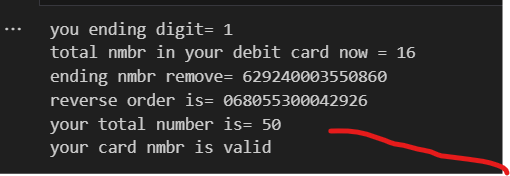 you ending digit= 1
total nmbr in your debit card now = 16
ending nmbr remove= 629240003550860
reverse order is= 068055300042926
your total number is= 50
your card nmbr is valid